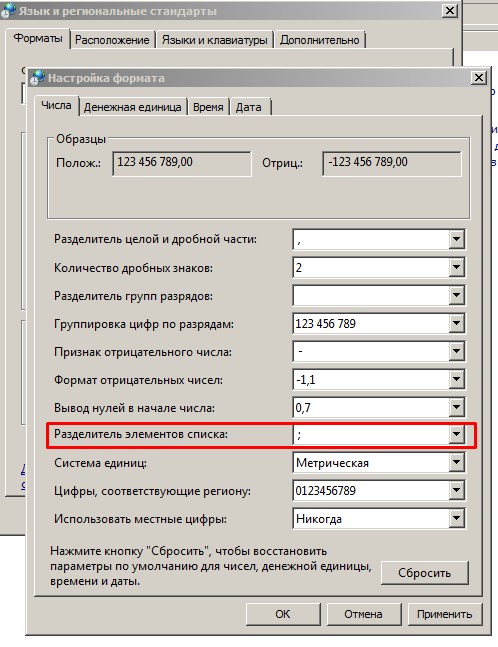 Язык и региональные стандарты
Форматы Расположение Языки и клавиатуры Дополнительно
Настройка формата
Числа Денежная единица Время Дата
Образцы
Полож.: 123 456 789,00 Отриц.: -123 456 789,00
Разделитель целой и дробной части: ,
Количество дробных знаков: 2
Разделитель групп разрядов:
Группировка цифр по разрядам: 123 456 789
Признак отрицательного числа: -
Формат отрицательных чисел: -1,1
Вывод нулей в начале числа: 0,7
Разделитель элементов списка: ;
Система единиц: Метрическая
Цифры, соответствующие региону: 0123456789
Использовать местные цифры: Никогда
Нажмите кнопку "Сбросить", чтобы восстановить
параметры по умолчанию для чисел, денежной единицы,
времени и даты.
Сбросить
ОК Отмена Применить